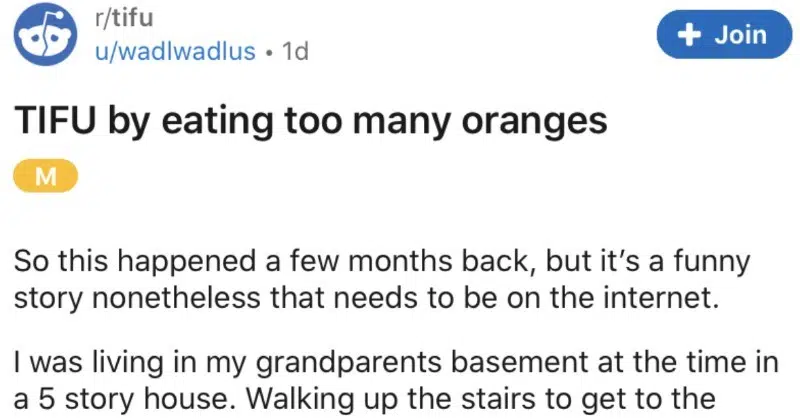 r/tifu
u/wadlwadlus • 1d
+ Join
TIFU by eating too many oranges
M
So this happened a few months back, but it’s a funny
story nonetheless that needs to be on the internet.
I was living in my grandparents basement at the time in
a 5 story house. Walking up the stairs to get to the